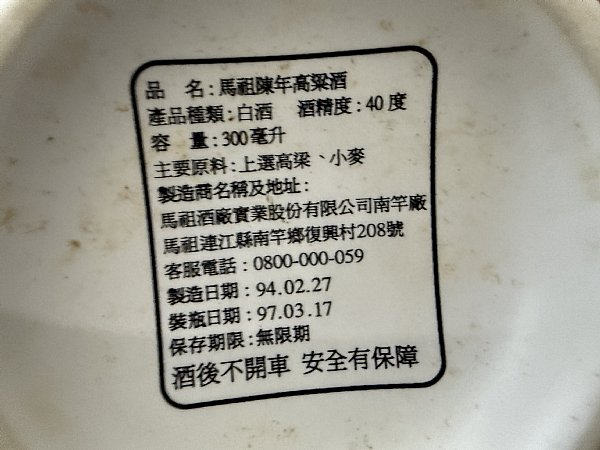 品 名:馬祖陳年高粱酒
產品種類:白酒 酒精度:40度
容 量:300毫升
主要原料:上選高梁、小麥
製造商名稱及地址:
馬祖酒廠實業股份有限公司南竿廠
馬祖連江縣南竿鄉復興村208號
客服電話:0800-000-059
製造日期:94.02.27
裝瓶日期:97.03.17
保存期限:無限期
酒後不開車 安全有保障